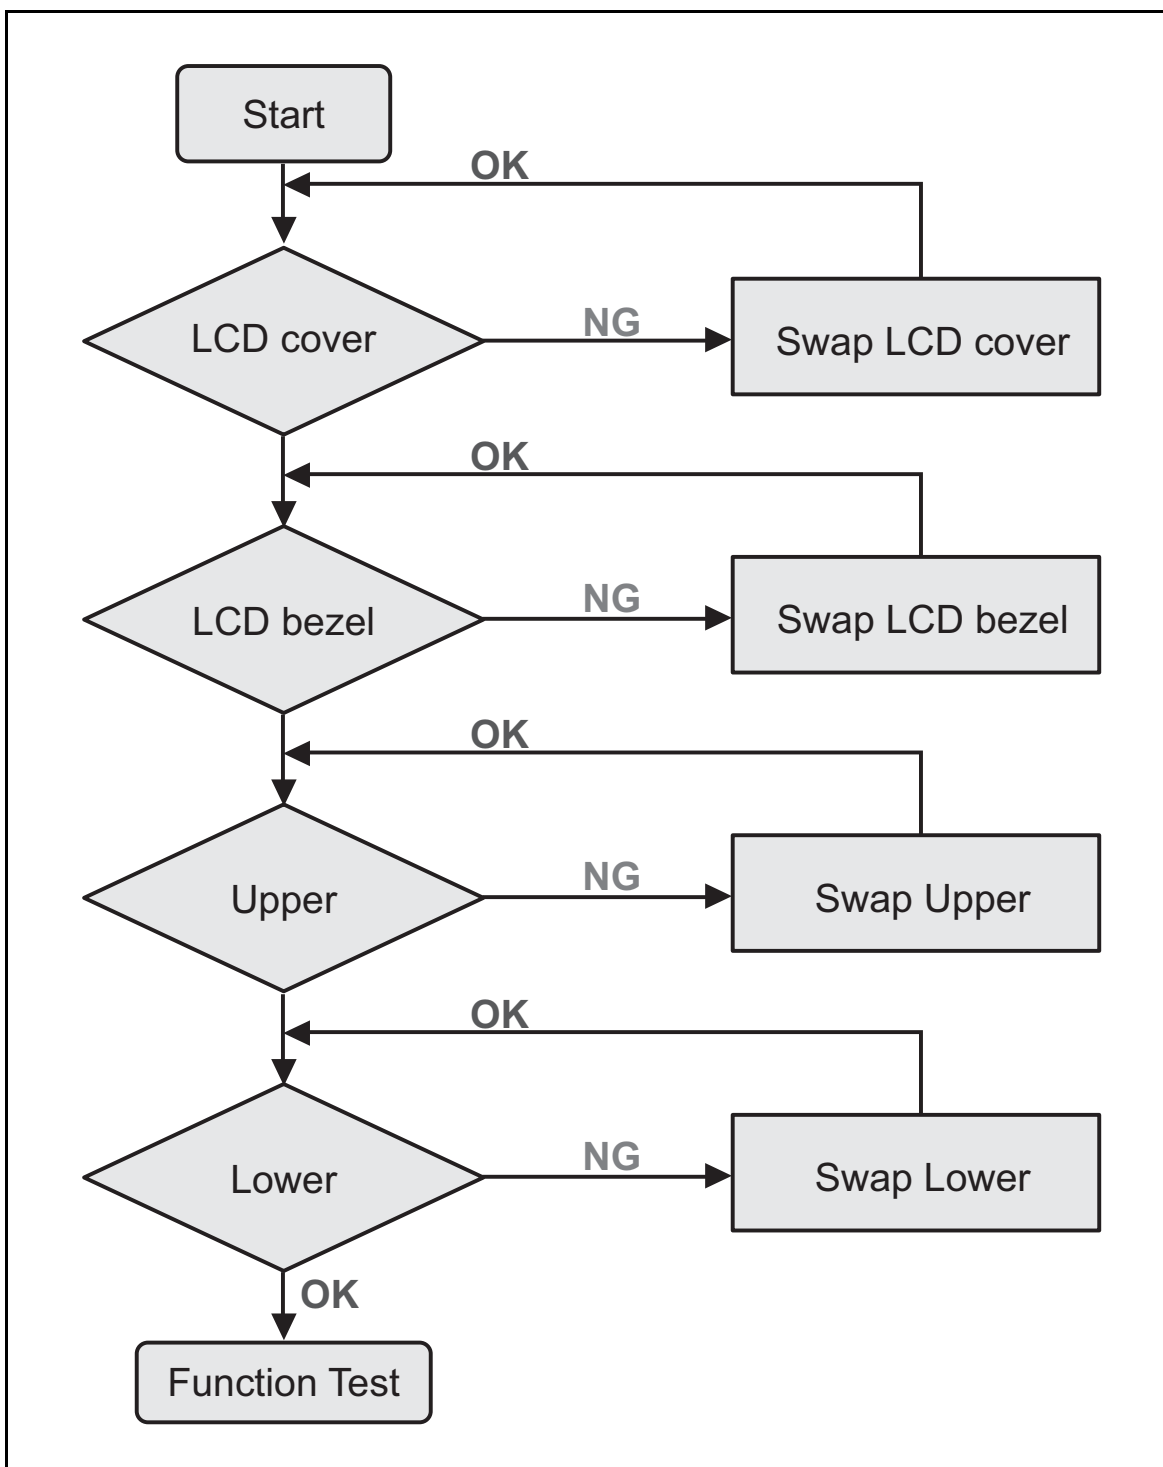 Start
OK
LCD cover
NG
Swap LCD cover
OK
LCD bezel
NG
Swap LCD bezel
OK
Upper
NG
Swap Upper
OK
Lower
NG
Swap Lower
OK
Function Test